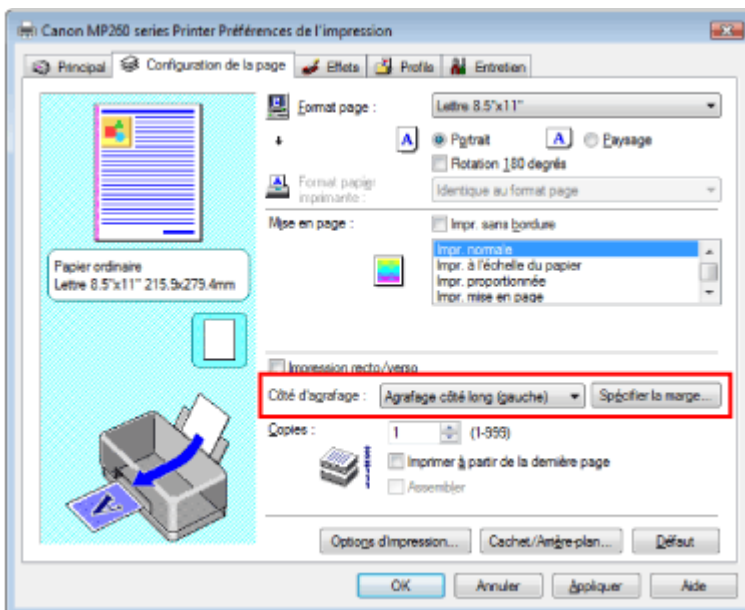 Canon MP260 series Printer Préférences de l'impression
Principal Configuration de la page Effets Profils Entretien
Format page : Lettre 8.5"x11"
A Portrait A Paysage
Rotation 180 degrés
Format papier imprimante : Identique au format page
Mise en page : Impr. sans bordure
Impr. normale
Impr. à l'échelle du papier
Impr. proportionnée
Impr. mise en page
Papier ordinaire
Lettre 8.5"x11" 215.9x279.4mm
Impression recto/verso
Côté d'agrafage : Agrafage côté long (gauche) Spécifier la marge...
Copies : 1 (1-999)
Imprimer à partir de la dernière page
Assembler
Options d'impression... Cachet/Arrière-plan... Défaut
OK Annuler Appliquer Aide